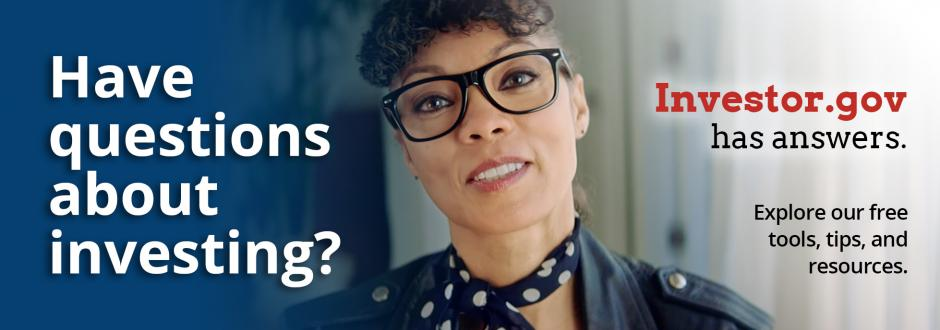 Have
questions
about
investing?
Investor.gov
has answers.
Explore our free
tools, tips, and
resources.